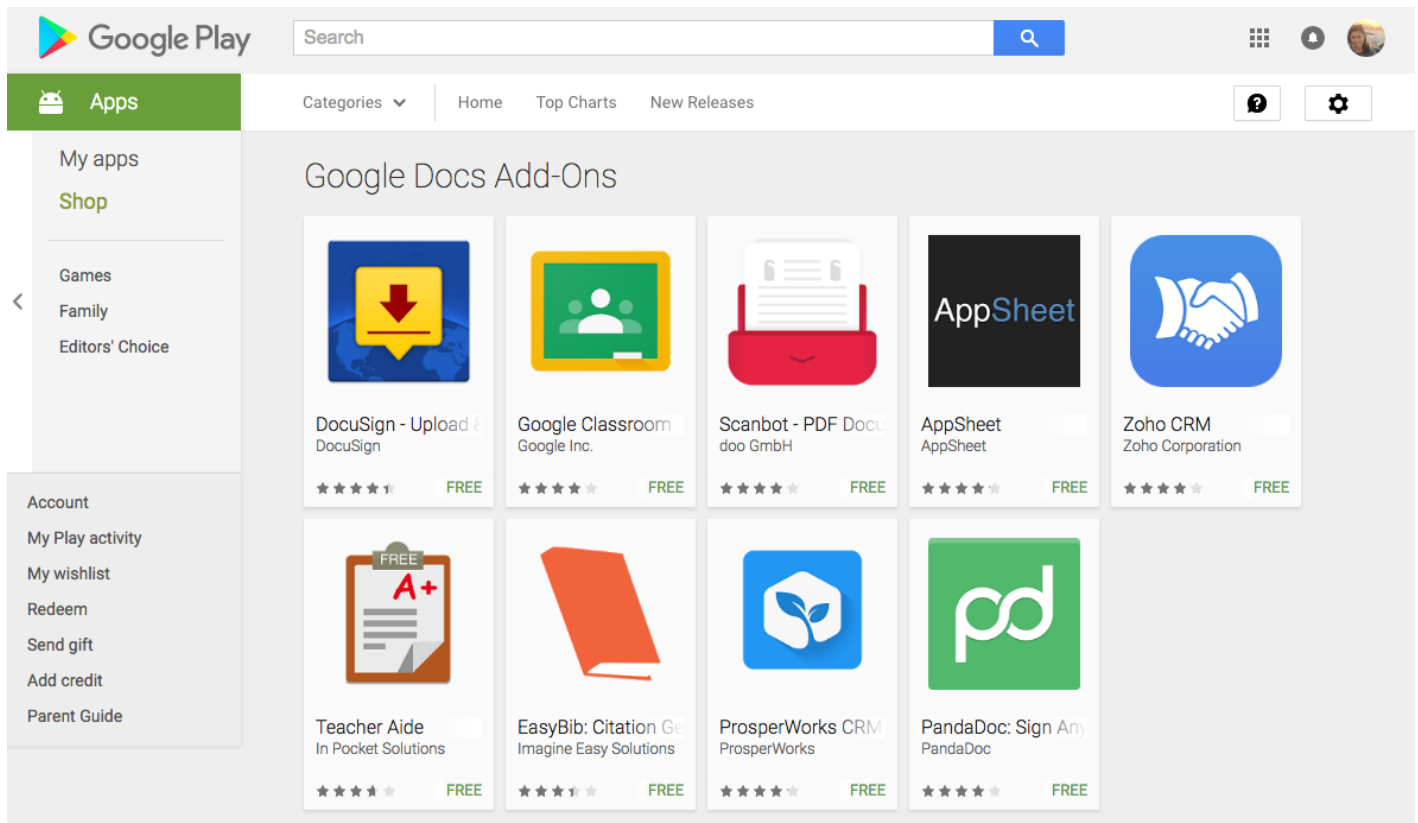 Google Play
Search
Apps
Categories
Home
Top Charts
New Releases
My apps
Shop
Games
Family
Editors' Choice
Account
My Play activity
My wishlist
Redeem
Send gift
Add credit
Parent Guide
Google Docs Add-Ons
DocuSign - Upload &
DocuSign
FREE
Google Classroom
Google Inc.
FREE
Scanbot - PDF Docu
doo GmbH
FREE
AppSheet
AppSheet
AppSheet
FREE
Zoho CRM
Zoho Corporation
FREE
FREE
A+
Teacher Aide
In Pocket Solutions
FREE
EasyBib: Citation Ge
Imagine Easy Solutions
FREE
ProsperWorks CRM
ProsperWorks
FREE
pd
PandaDoc: Sign Any
PandaDoc
FREE